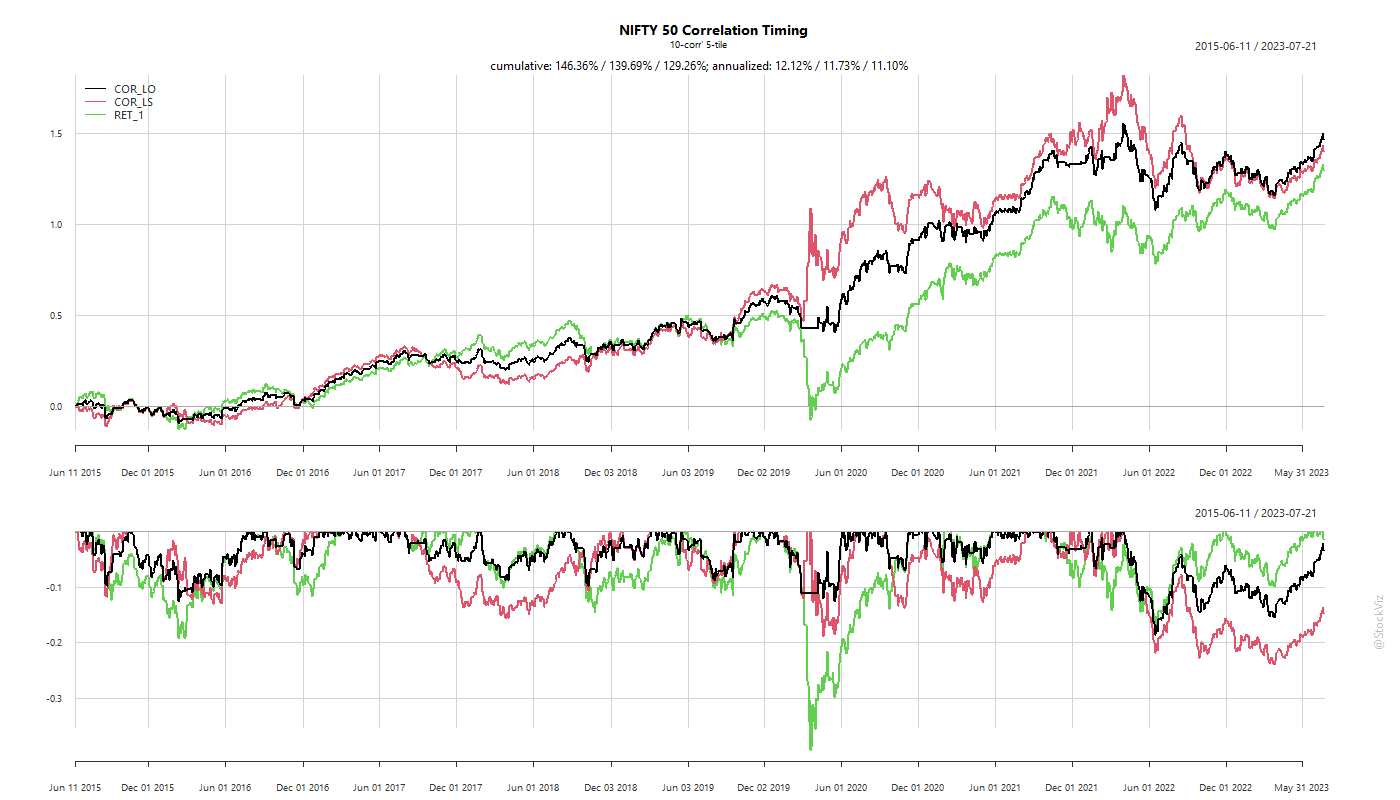 NIFTY 50 Correlation Timing
10-corr' 5-tile
2015-06-11 / 2023-07-21
cumulative: 146.36% / 139.69% / 129.26%; annualized: 12.12% / 11.73% / 11.10%
COR_LO
COR_LS
RET_1
1.5
1.0
0.5
0.0
Jun 11 2015 Dec 01 2015 Jun 01 2016 Dec 01 2016 Jun 01 2017 Dec 01 2017 Jun 01 2018 Dec 03 2018 Jun 03 2019 Dec 02 2019 Jun 01 2020 Dec 01 2020 Jun 01 2021 Dec 01 2021 Jun 01 2022 Dec 01 2022 May 31 2023
2015-06-11 / 2023-07-21
-0.1
-0.2
-0.3
Jun 11 2015 Dec 01 2015 Jun 01 2016 Dec 01 2016 Jun 01 2017 Dec 01 2017 Jun 01 2018 Dec 03 2018 Jun 03 2019 Dec 02 2019 Jun 01 2020 Dec 01 2020 Jun 01 2021 Dec 01 2021 Jun 01 2022 Dec 01 2022 May 31 2023
@StockViz